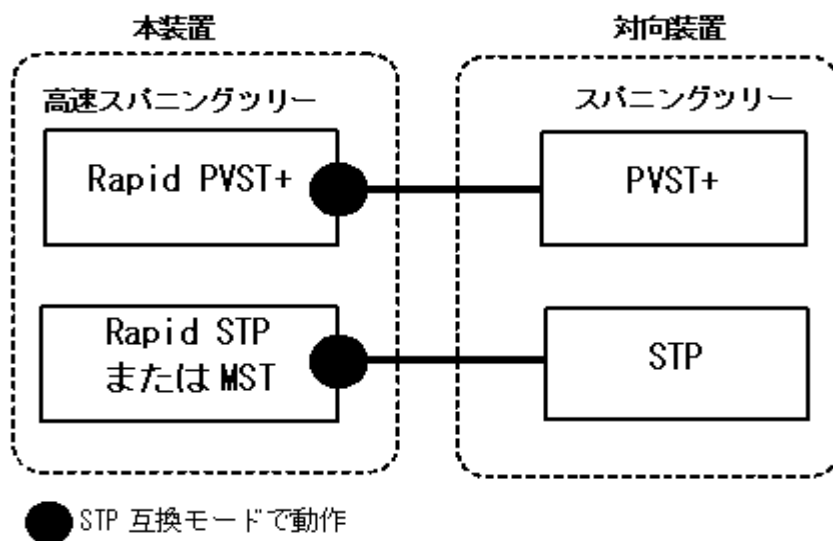 本装置
対向装置
高速スパニングツリー
スパニングツリー
Rapid PVST+
PVST+
Rapid STP
または MST
STP
STP 互換モードで動作